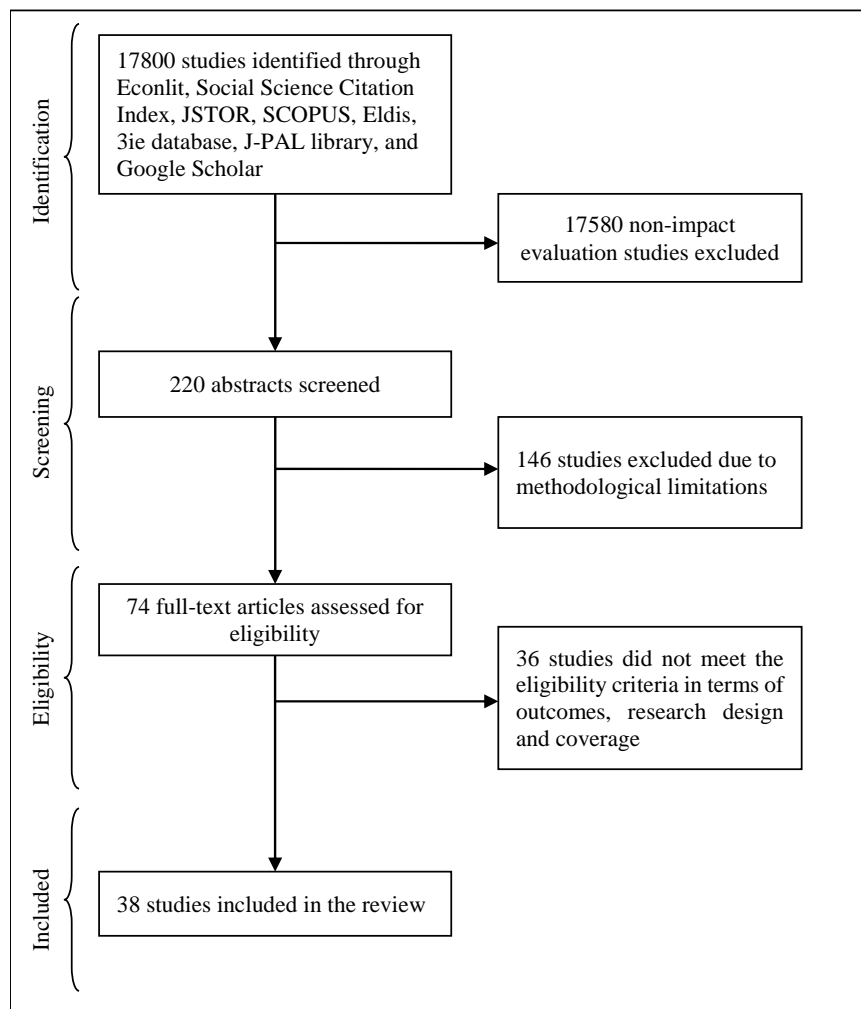 Identification
17800 studies identified through
Econlit, Social Science Citation
Index, JSTOR, SCOPUS, Eldis,
3ie database, J-PAL library, and
Google Scholar
17580 non-impact
evaluation studies excluded
Screening
220 abstracts screened
146 studies excluded due to
methodological limitations
Eligibility
74 full-text articles assessed for
eligibility
36 studies did not meet the
eligibility criteria in terms of
outcomes, research design
and coverage
Included
38 studies included in the review